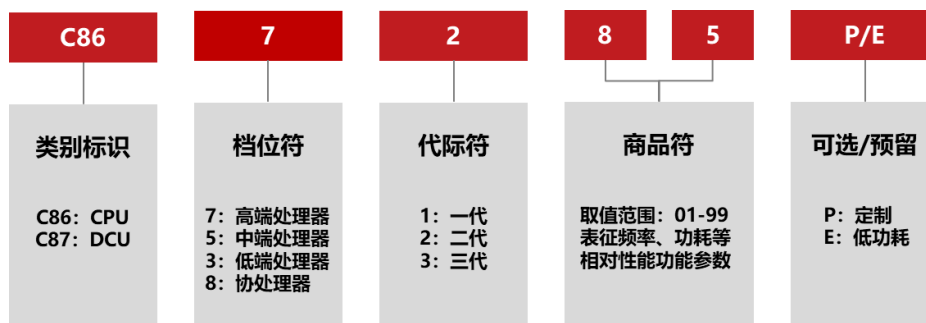 C86 7 2 8 5 P/E
类别标识
C86：CPU
C87：DCU
档位符
7：高端处理器
5：中端处理器
3：低端处理器
8：协处理器
代际符
1：一代
2：二代
3：三代
商品符
取值范围：01-99
表征频率、功耗等
相对性能功能参数
可选/预留
P：定制
E：低功耗